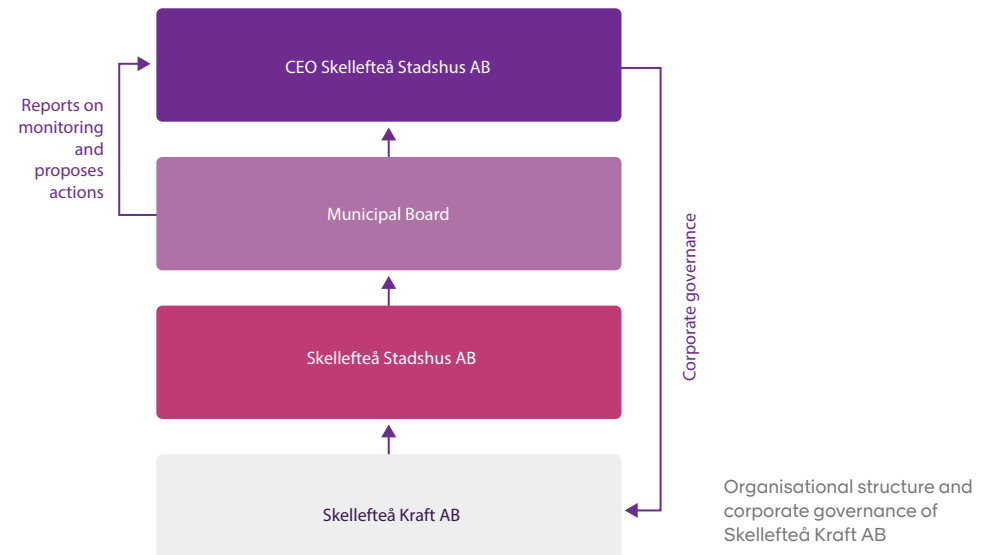 CEO Skellefteå Stadshus AB
Reports on
monitoring
and
proposes
actions
Municipal Board
Corporate governance
Skellefteå Stadshus AB
Skellefteå Kraft AB
Organisational structure and
corporate governance of
Skellefteå Kraft AB